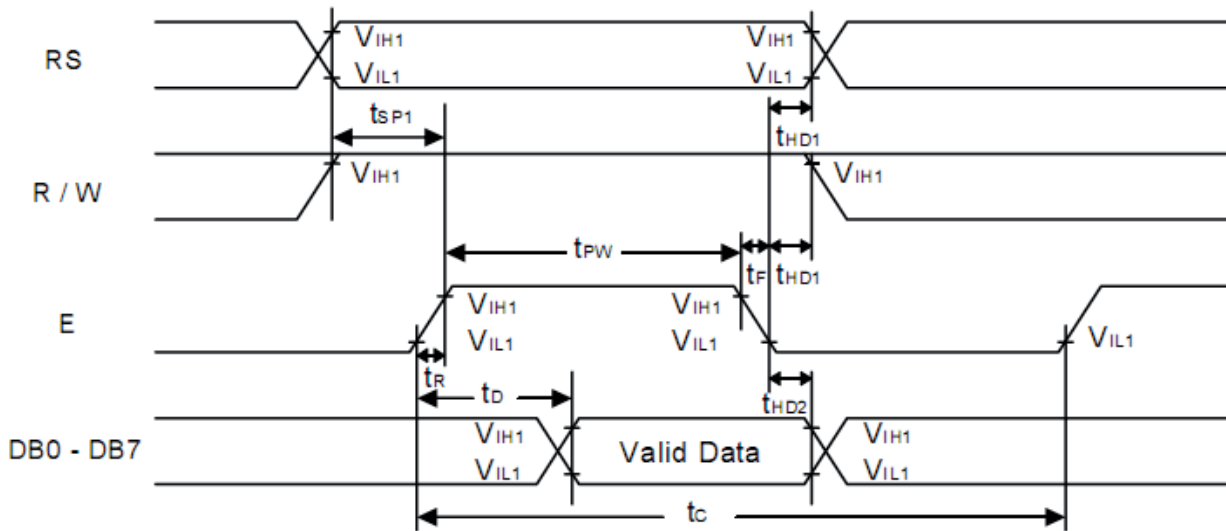 RS
VIH1
VIH1
VIL1
VIL1
tSP1
tHD1
R / W
VIH1
VIH1
tPW
tF
tHD1
E
VIH1
VIH1
VIL1
VIL1
VIL1
tR
tD
tHD2
DB0 - DB7
VIH1
VIL1
Valid Data
VIH1
VIL1
tC